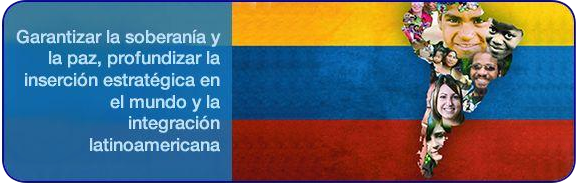 Garantizar la soberanía y
la paz, profundizar la
inserción estratégica en
el mundo y la
integración
latinoamericana